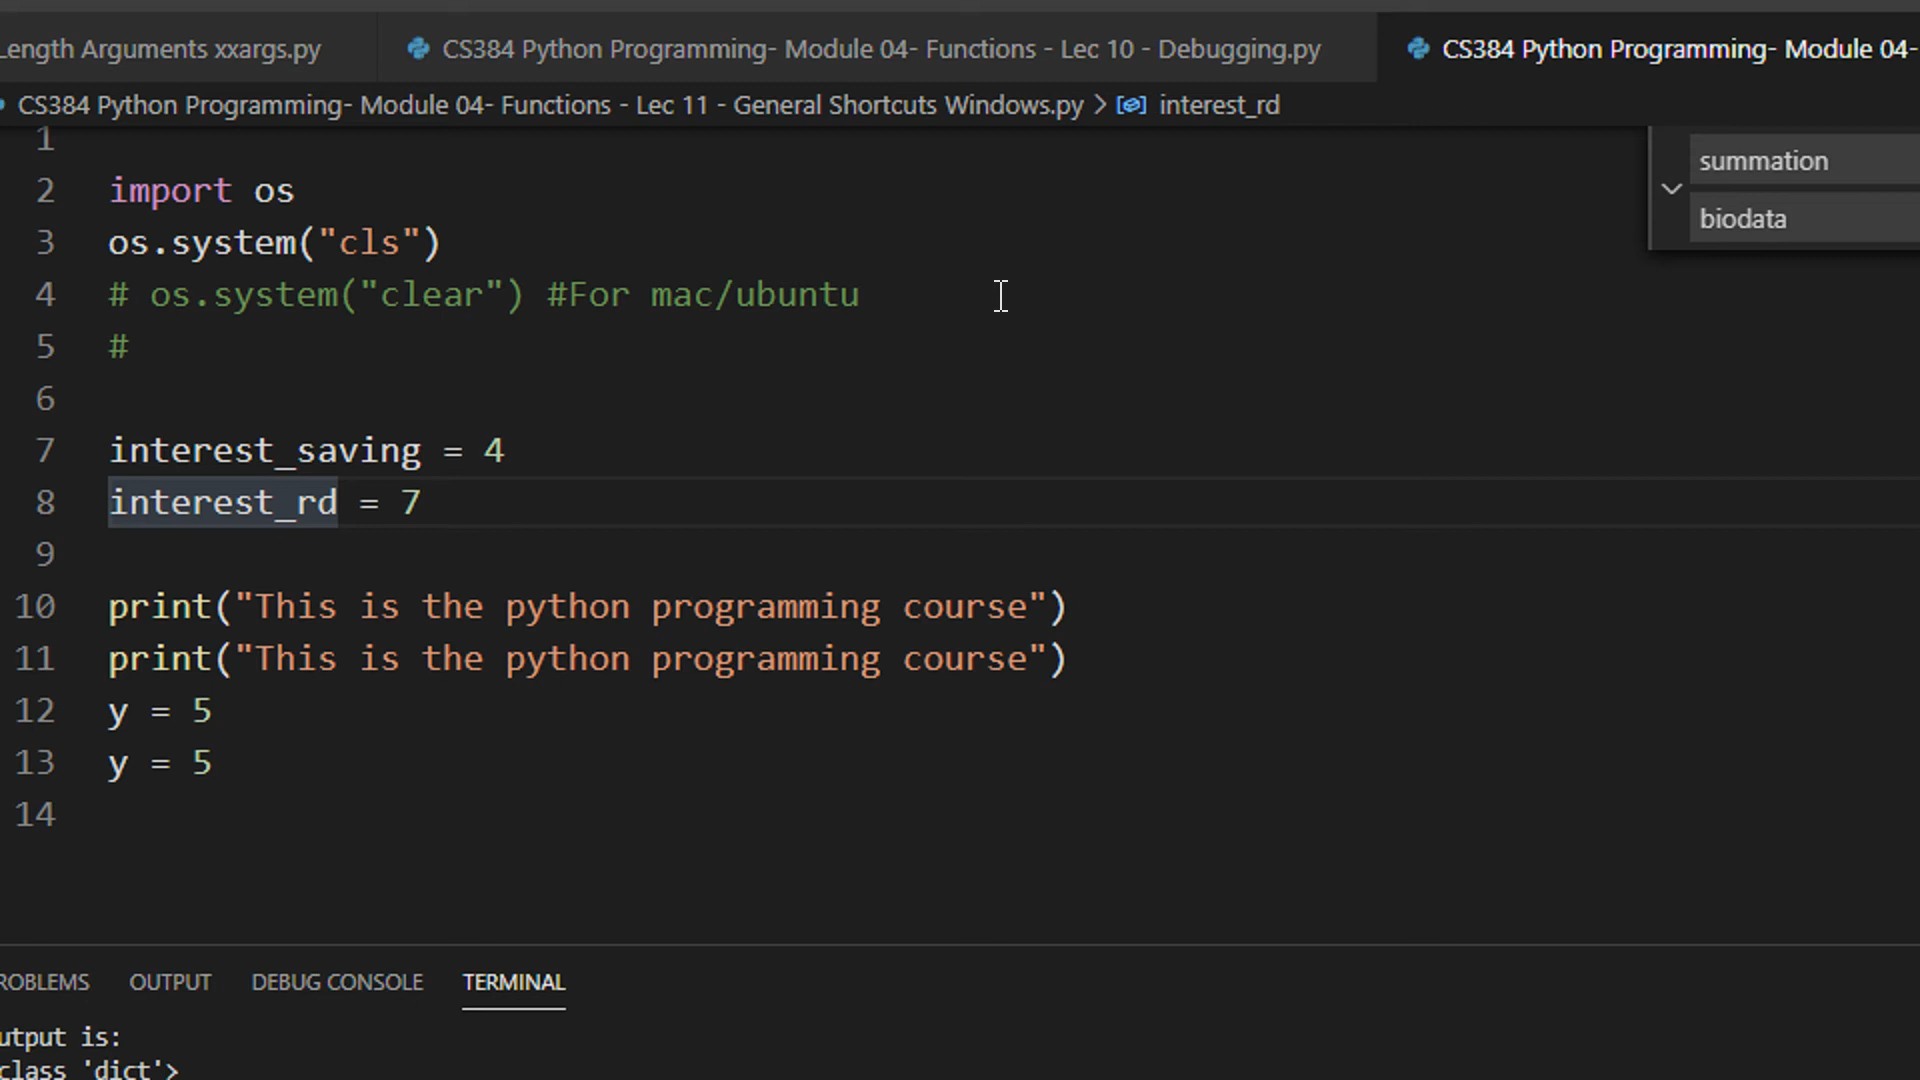 Length Arguments xxargs.py
CS384 Python Programming- Module 04- Functions - Lec 10 - Debugging.py
CS384 Python Programming- Module 04-
CS384 Python Programming- Module 04- Functions - Lec 11 - General Shortcuts Windows.py > interest_rd
summation
biodata
1
2 import os
3 os.system("cls")
4 # os.system("clear") #For mac/ubuntu
5 #
6
7 interest_saving = 4
8 interest_rd = 7
9
10 print("This is the python programming course")
11 print("This is the python programming course")
12 y = 5
13 y = 5
14
ROBLEMS OUTPUT DEBUG CONSOLE TERMINAL
utput is:
class 'dict'>